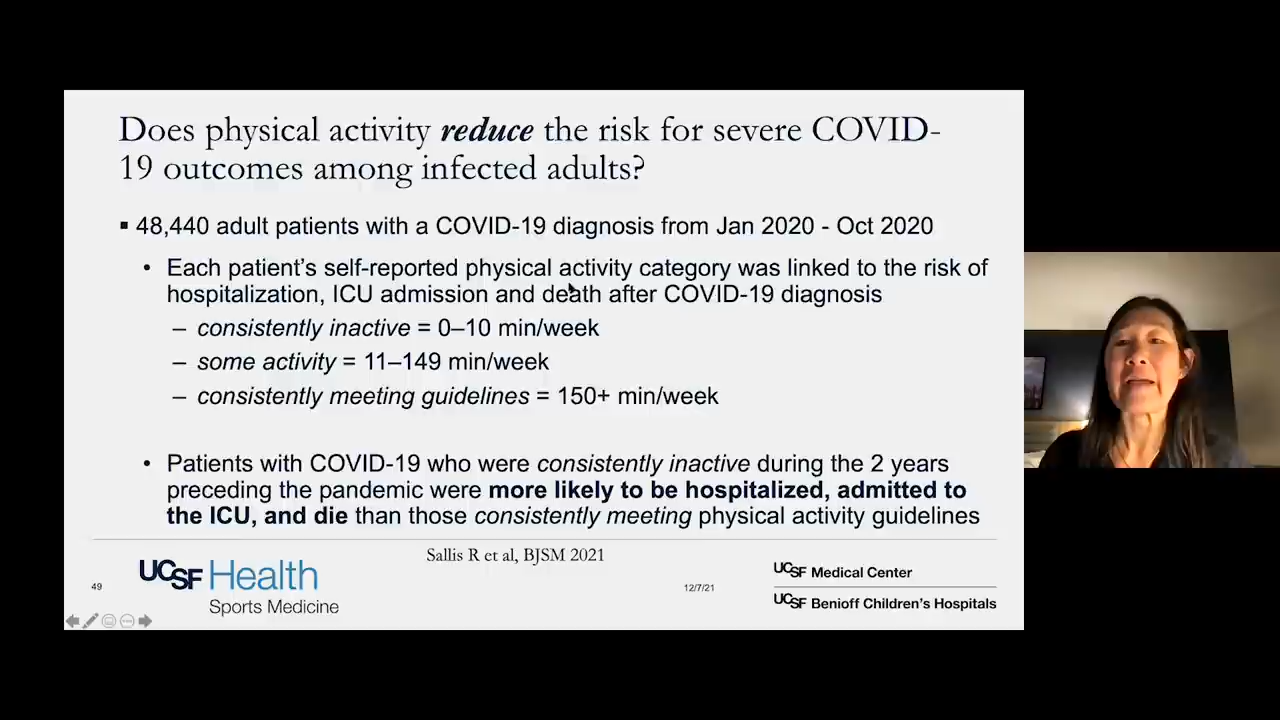 Does physical activity reduce the risk for severe COVID-
19 outcomes among infected adults?
▪ 48,440 adult patients with a COVID-19 diagnosis from Jan 2020 - Oct 2020
• Each patient's self-reported physical activity category was linked to the risk of
hospitalization, ICU admission and death after COVID-19 diagnosis
– consistently inactive = 0–10 min/week
– some activity = 11–149 min/week
– consistently meeting guidelines = 150+ min/week
• Patients with COVID-19 who were consistently inactive during the 2 years
preceding the pandemic were more likely to be hospitalized, admitted to
the ICU, and die than those consistently meeting physical activity guidelines
Sallis R et al, BJSM 2021
49
UCSF Health
Sports Medicine
12/7/21
UCSF Medical Center
UCSF Benioff Children's Hospitals